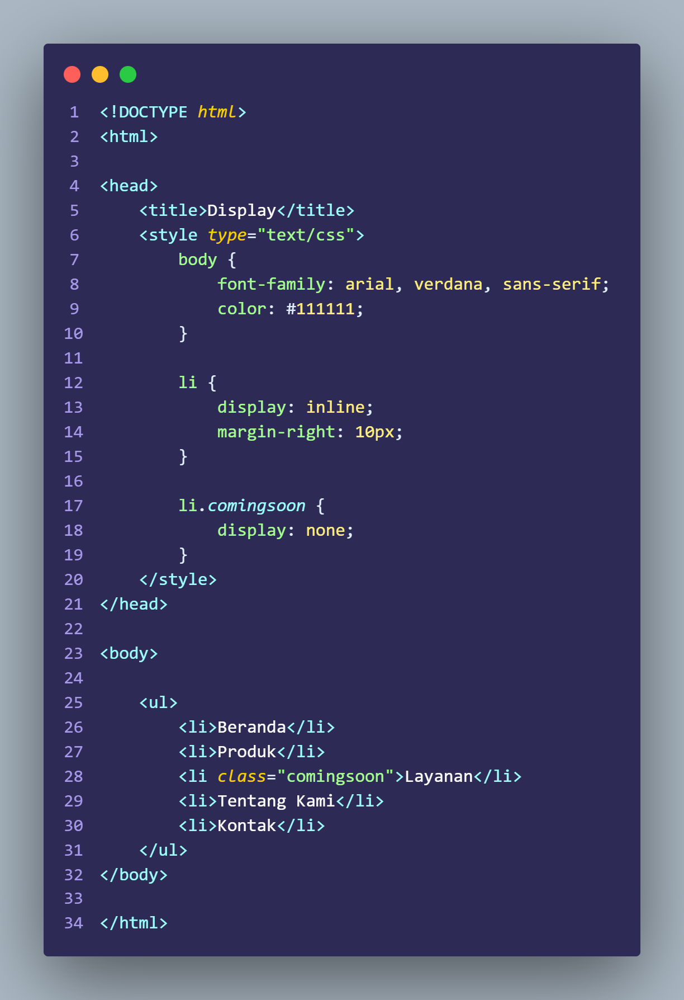 1 <!DOCTYPE html>
2 <html>
3
4 <head>
5     <title>Display</title>
6     <style type="text/css">
7         body {
8             font-family: arial, verdana, sans-serif;
9             color: #111111;
10         }
11
12         li {
13             display: inline;
14             margin-right: 10px;
15         }
16
17         li.comingsoon {
18             display: none;
19         }
20     </style>
21 </head>
22
23 <body>
24
25     <ul>
26         <li>Beranda</li>
27         <li>Produk</li>
28         <li class="comingsoon">Layanan</li>
29         <li>Tentang Kami</li>
30         <li>Kontak</li>
31     </ul>
32 </body>
33
34 </html>